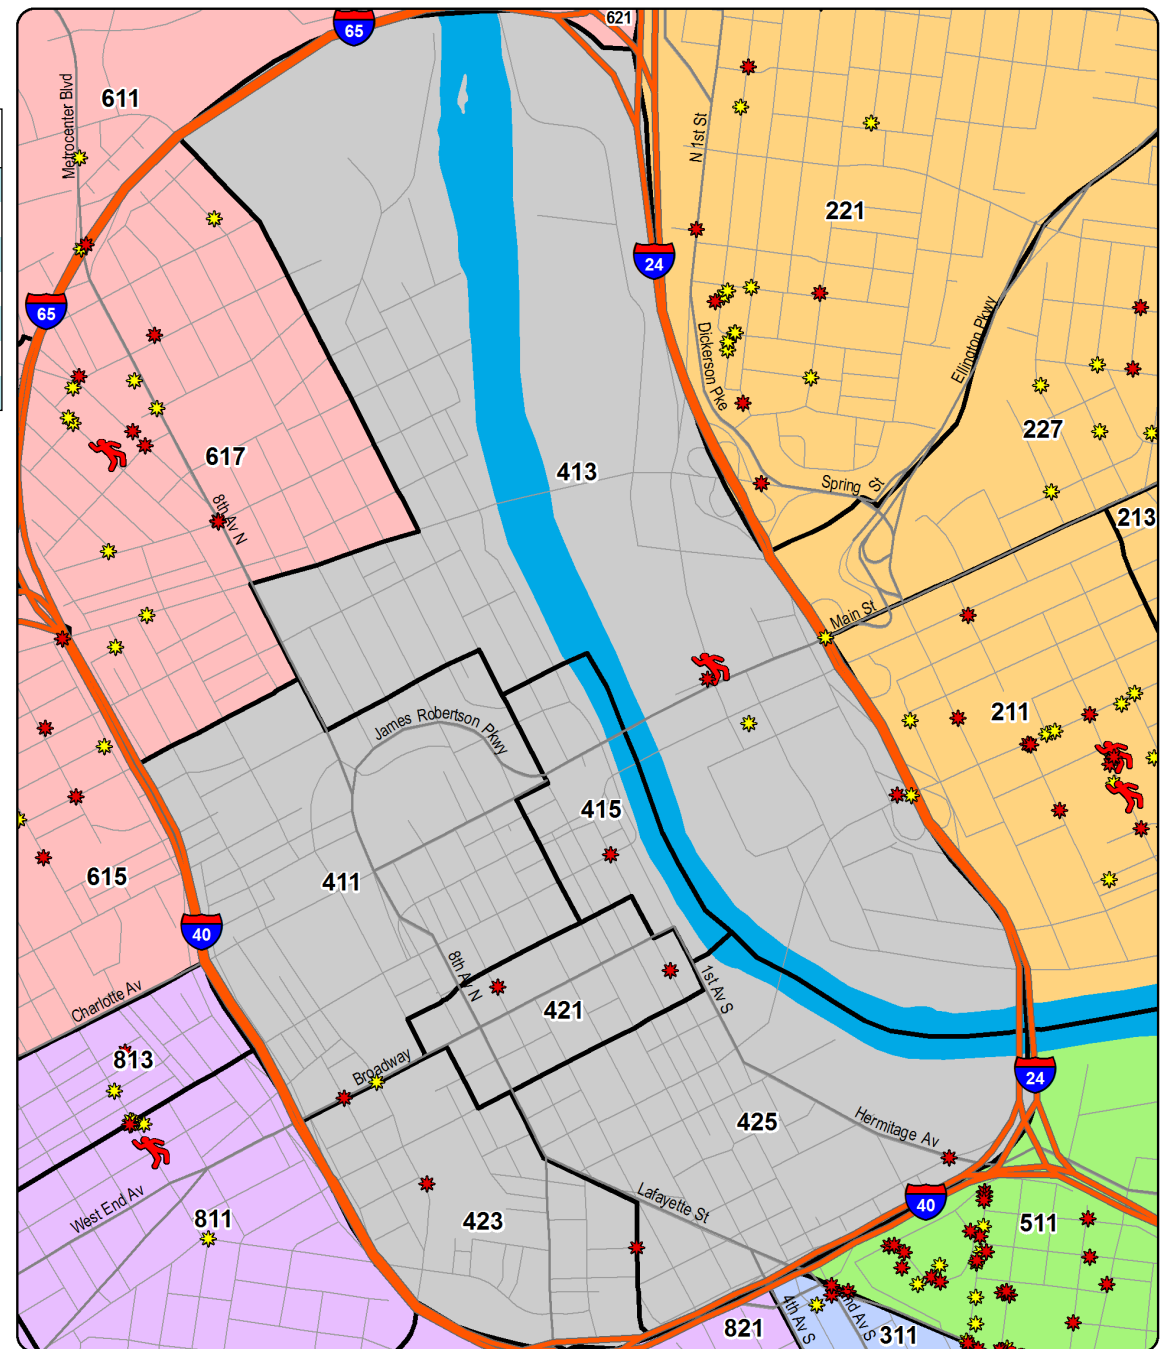 621
65
611
Metrocenter Blvd
N 1st St
221
24
65
Ellington Pkwy
Dickerson Pke
227
617
413
Spring St
8th Av N
213
Main St
211
James Robertson Pkwy
415
615
411
40
8th Av N
1st Av S
Charlotte Av
421
813
Broadway
24
425
Hermitage Av
West End Av
Lafayette St
40
811
423
511
4th Av S
nd Av S
821
311